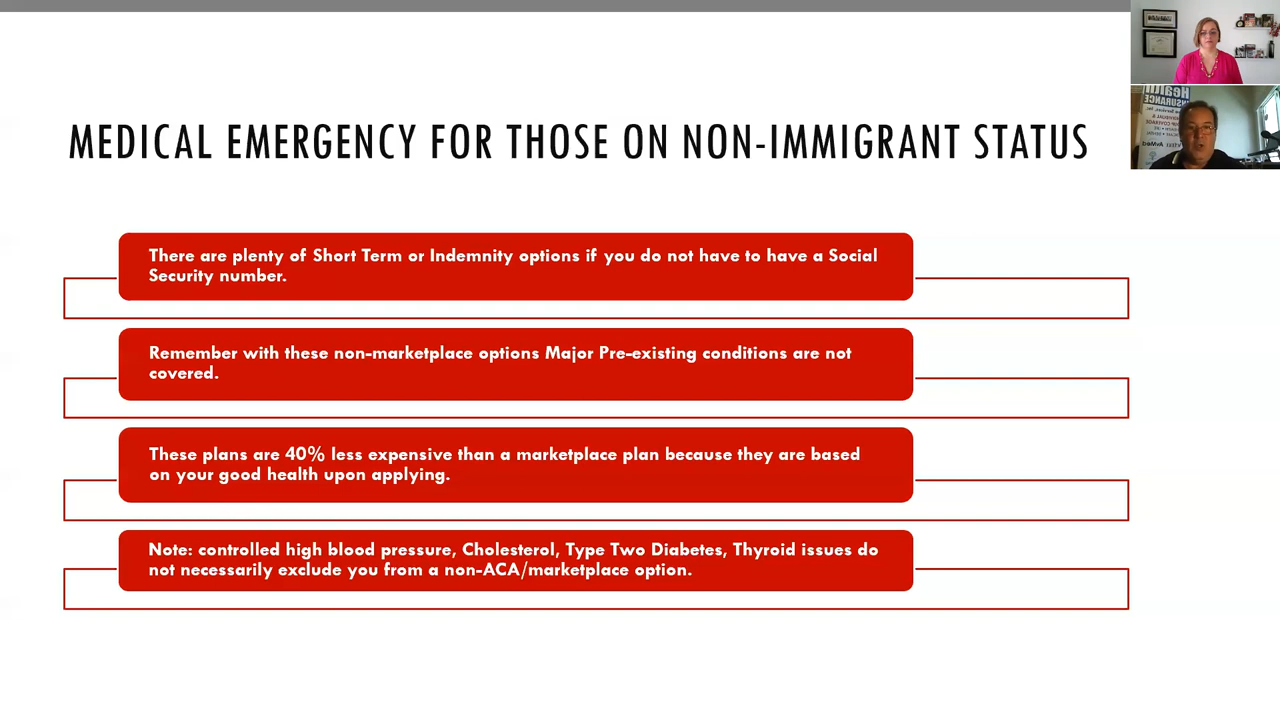 MEDICAL EMERGENCY FOR THOSE ON NON-IMMIGRANT STATUS
There are plenty of Short Term or Indemnity options if you do not have to have a Social
Security number.
Remember with these non-marketplace options Major Pre-existing conditions are not
covered.
These plans are 40% less expensive than a marketplace plan because they are based
on your good health upon applying.
Note: controlled high blood pressure, Cholesterol, Type Two Diabetes, Thyroid issues do
not necessarily exclude you from a non-ACA/marketplace option.
Health
INSURANCE
AvMed